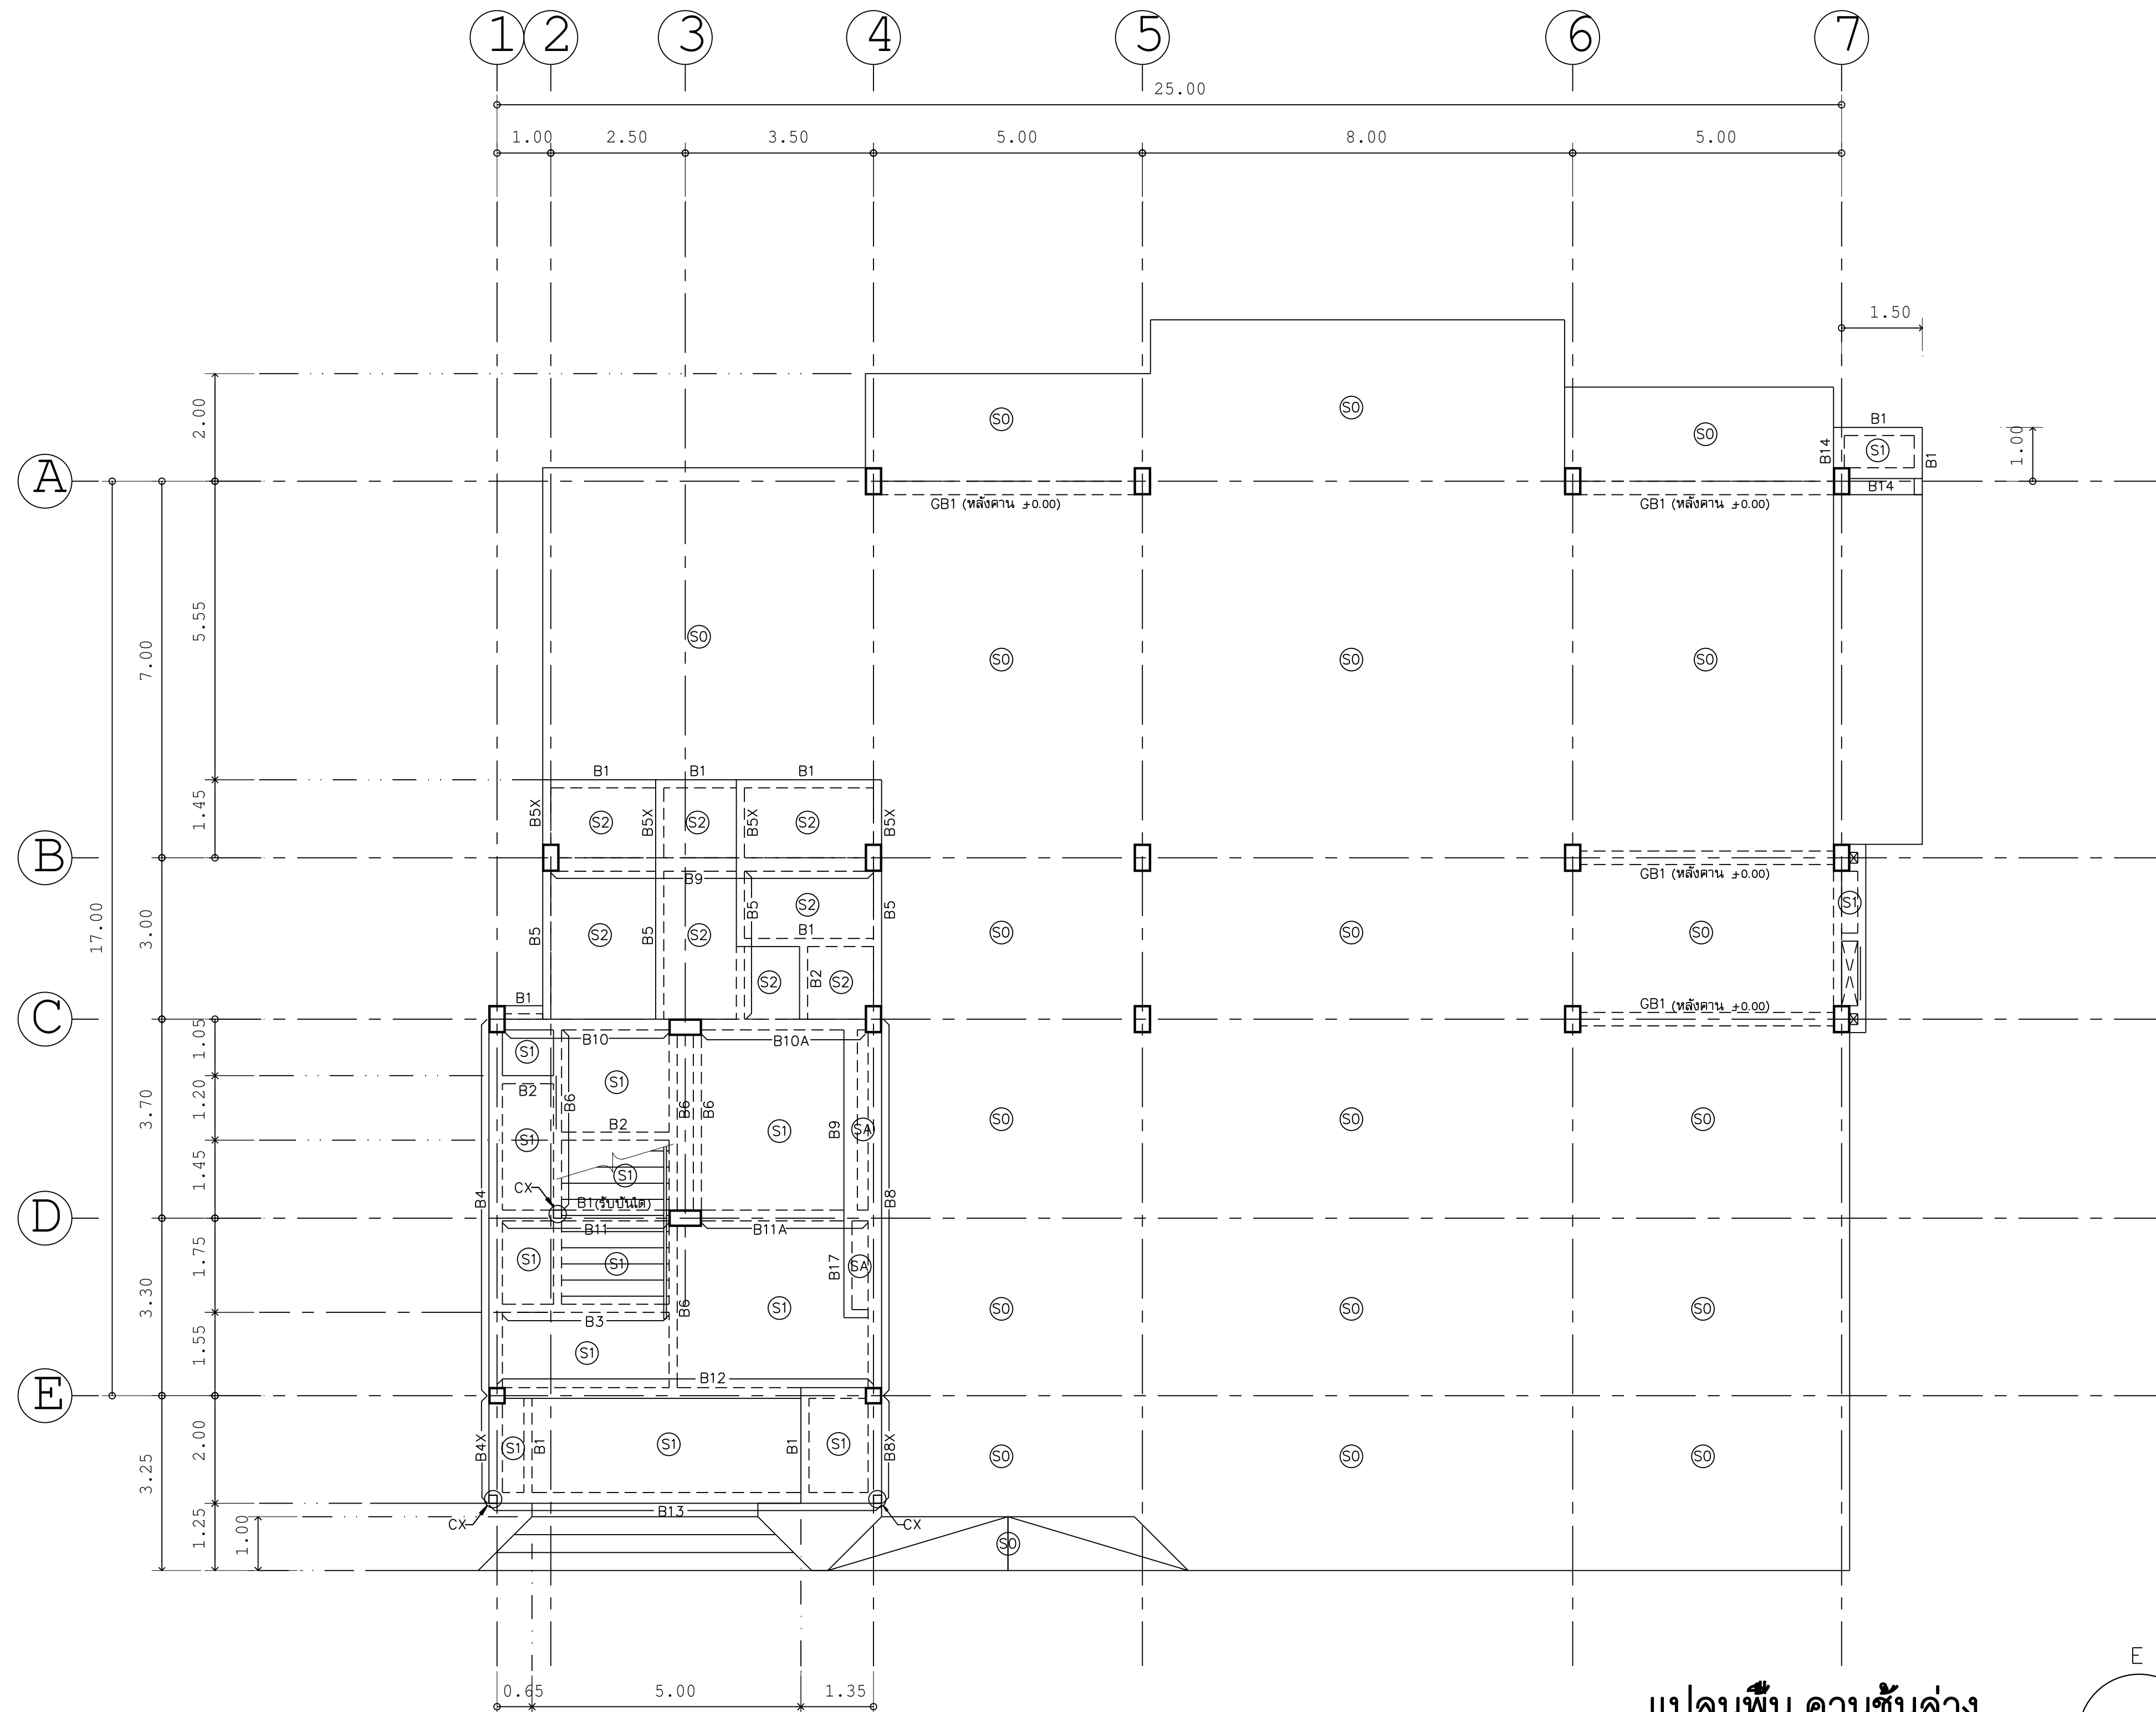 1 2 3 4 5 6 7
25.00
1.00 2.50 3.50 5.00 8.00 5.00
1.50
2.00
S0 S0 S0
B1
B14 S1 B1 1.00
A
B14
GB1 (หลังคาน ±0.00) GB1 (หลังคาน ±0.00)
5.55
7.00
S0 S0 S0 S0
B1 B1 B1
1.45
B5X S2 B5X S2 B5X S2 B5X
B
GB1 (หลังคาน ±0.00)
B9
17.00
3.00
B5 S2 B5 S2 B5 S2 B5 S0 S0 S0 S1
B1
S2 B2 S2
B1
GB1 (หลังคาน ±0.00)
C
1.05
B10 B10A
S1 S1
B2 B6 B6 B6
3.70
1.20
B2 S1 B9 SA S0 S0 S0
S1
1.45
S1
CX B4 B8
B1(รับบันได)
D
B11 B11A
1.75
S1 S1 B17 SA
3.30
B6 S1 S0 S0 S0
B3
1.55
S1
B12
E
2.00
B4X S1 B1 S1 B1 S1 B8X S0 S0 S0
3.25
B13
CX CX
1.25 1.00
S0
0.65 5.00 1.35
E
แปลนพื้น คานชั้นล่าง